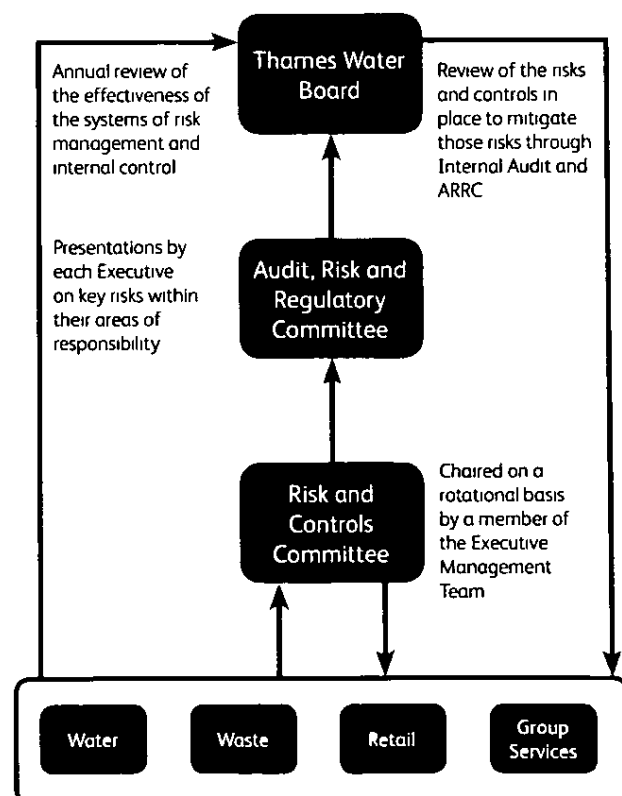 Thames Water
Board
Annual review of
the effectiveness of
the systems of risk
management and
internal control
Review of the risks
and controls in
place to mitigate
those risks through
Internal Audit and
ARRC
Presentations by
each Executive
on key risks within
their areas of
responsibility
Audit, Risk and
Regulatory
Committee
Risk and
Controls
Committee
Chaired on a
rotational basis
by a member of
the Executive
Management
Team
Water
Waste
Retail
Group
Services